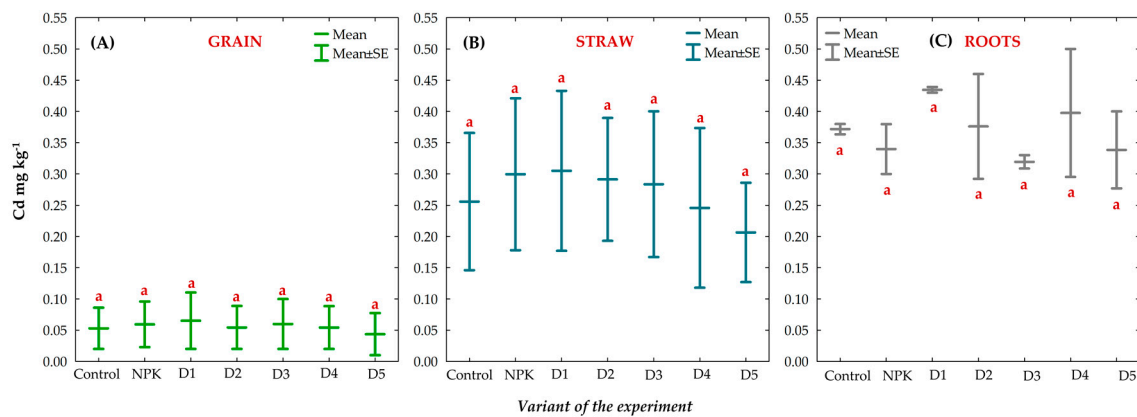 (A)
GRAIN
Mean
Mean±SE
(B)
STRAW
Mean
Mean±SE
(C)
ROOTS
Mean
Mean±SE
Cd mg kg-1
0.55
0.50
0.45
0.40
0.35
0.30
0.25
0.20
0.15
0.10
0.05
0.00
a a a a a a a
Control NPK D1 D2 D3 D4 D5
0.55
0.50
0.45
0.40
0.35
0.30
0.25
0.20
0.15
0.10
0.05
0.00
a a a a a a a
Control NPK D1 D2 D3 D4 D5
0.55
0.50
0.45
0.40
0.35
0.30
0.25
0.20
0.15
0.10
0.05
0.00
a a a a a a a
Control NPK D1 D2 D3 D4 D5
Variant of the experiment